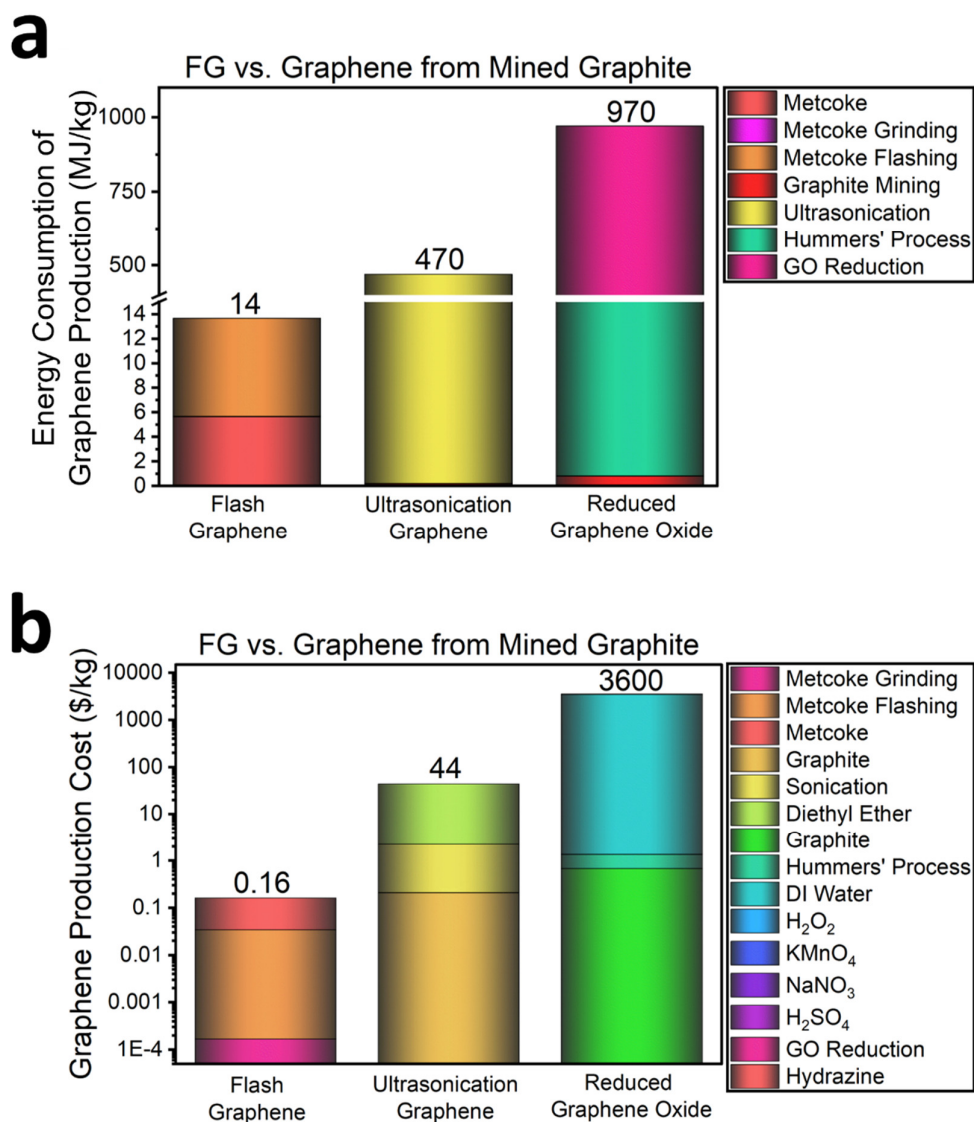 a
FG vs. Graphene from Mined Graphite
Energy Consumption of
Graphene Production (MJ/kg)
1000
750
500
14
12
10
8
6
4
2
0
14
470
970
Flash
Graphene
Ultrasonication
Graphene
Reduced
Graphene Oxide
Metcoke
Metcoke Grinding
Metcoke Flashing
Graphite Mining
Ultrasonication
Hummers' Process
GO Reduction
b
FG vs. Graphene from Mined Graphite
Graphene Production Cost ($/kg)
10000
1000
100
10
1
0.1
0.01
0.001
1E-4
0.16
44
3600
Flash
Graphene
Ultrasonication
Graphene
Reduced
Graphene Oxide
Metcoke Grinding
Metcoke Flashing
Metcoke
Graphite
Sonication
Diethyl Ether
Graphite
Hummers' Process
DI Water
H₂O₂
KMnO₄
NaNO₃
H₂SO₄
GO Reduction
Hydrazine